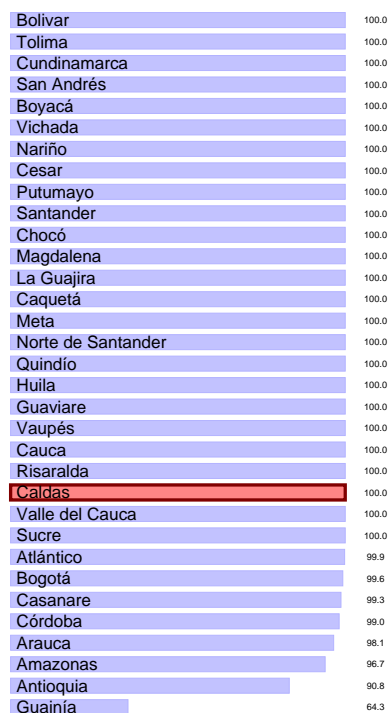 Bolivar 100.0
Tolima 100.0
Cundinamarca 100.0
San Andrés 100.0
Boyacá 100.0
Vichada 100.0
Nariño 100.0
Cesar 100.0
Putumayo 100.0
Santander 100.0
Chocó 100.0
Magdalena 100.0
La Guajira 100.0
Caquetá 100.0
Meta 100.0
Norte de Santander 100.0
Quindío 100.0
Huila 100.0
Guaviare 100.0
Vaupés 100.0
Cauca 100.0
Risaralda 100.0
Caldas 100.0
Valle del Cauca 100.0
Sucre 100.0
Atlántico 99.9
Bogotá 99.6
Casanare 99.3
Córdoba 99.0
Arauca 98.1
Amazonas 96.7
Antioquia 90.8
Guainía 64.3